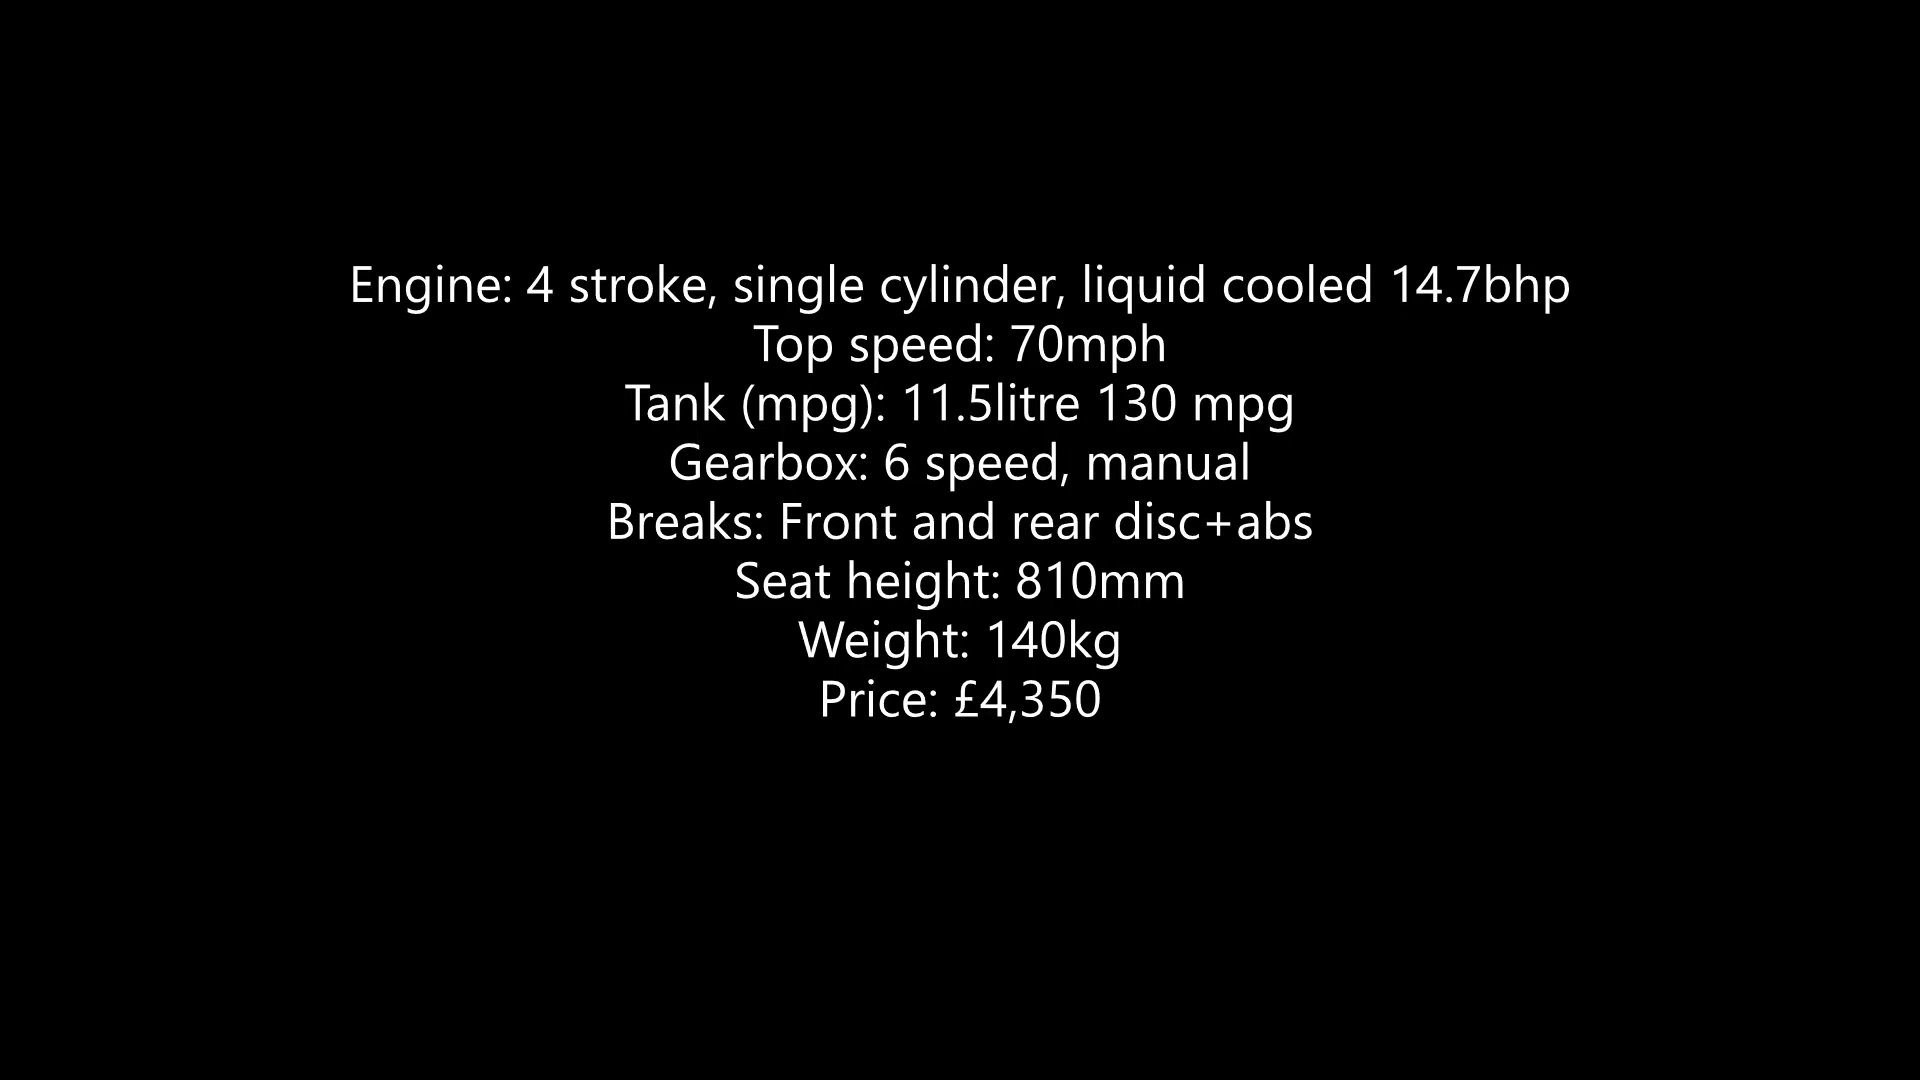 Engine: 4 stroke, single cylinder, liquid cooled 14.7bhp
Top speed: 70mph
Tank (mpg): 11.5litre 130 mpg
Gearbox: 6 speed, manual
Breaks: Front and rear disc+abs
Seat height: 810mm
Weight: 140kg
Price: £4,350